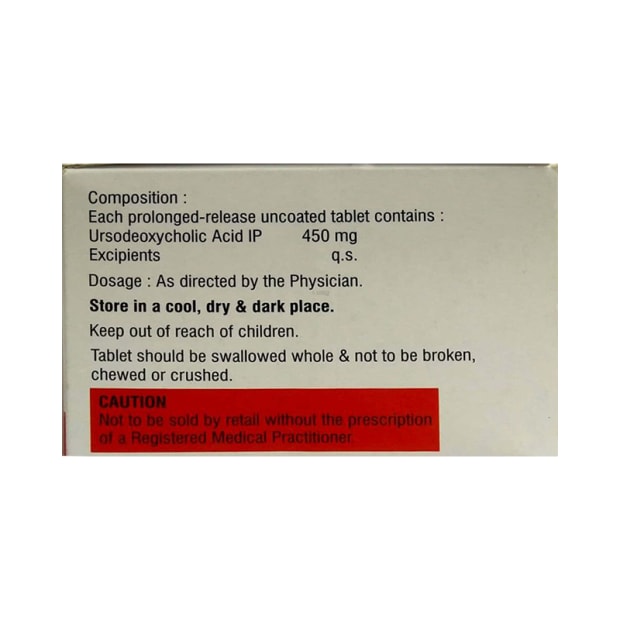 Composition :
Each prolonged-release uncoated tablet contains :
Ursodeoxycholic Acid IP 450 mg
Excipients q.s.
Dosage : As directed by the Physician.
Store in a cool, dry & dark place.
Keep out of reach of children.
Tablet should be swallowed whole & not to be broken,
chewed or crushed.
CAUTION
Not to be sold by retail without the prescription
of a Registered Medical Practitioner.